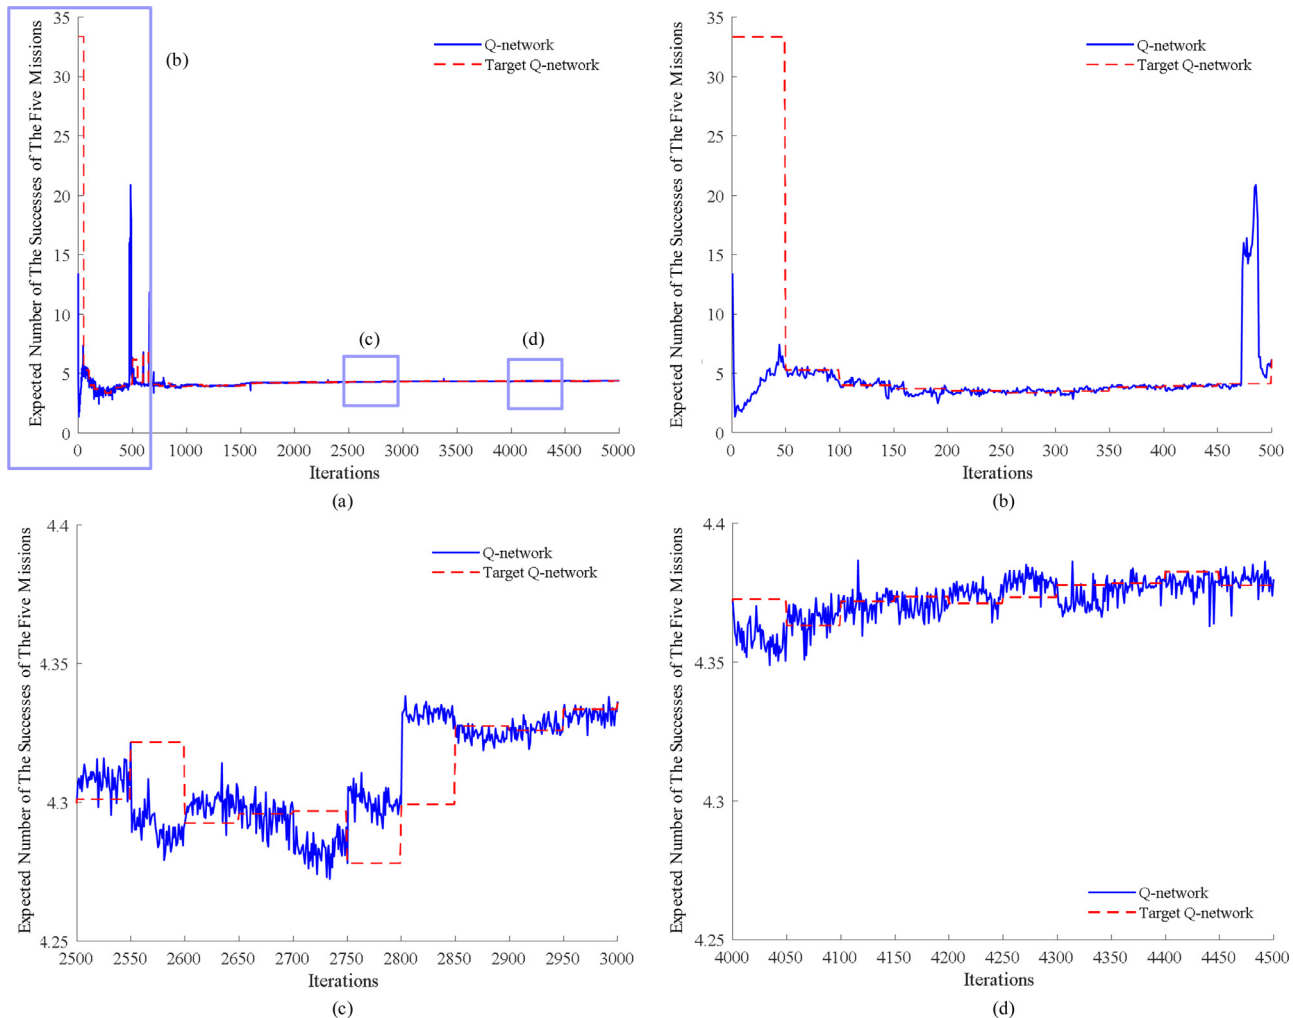 Expected Number of The Successes of The Five Missions
35
30
25
20
15
10
5
0
Q-network
Target Q-network
(b)
(c)
(d)
0 500 1000 1500 2000 2500 3000 3500 4000 4500 5000
Iterations
(a)
Expected Number of The Successes of The Five Missions
35
30
25
20
15
10
5
0
Q-network
Target Q-network
0 50 100 150 200 250 300 350 400 450 500
Iterations
(b)
Expected Number of The Successes of The Five Missions
4.4
4.35
4.3
4.25
Q-network
Target Q-network
2500 2550 2600 2650 2700 2750 2800 2850 2900 2950 3000
Iterations
(c)
Expected Number of The Successes of The Five Missions
4.4
4.35
4.3
4.25
Q-network
Target Q-network
4000 4050 4100 4150 4200 4250 4300 4350 4400 4450 4500
Iterations
(d)